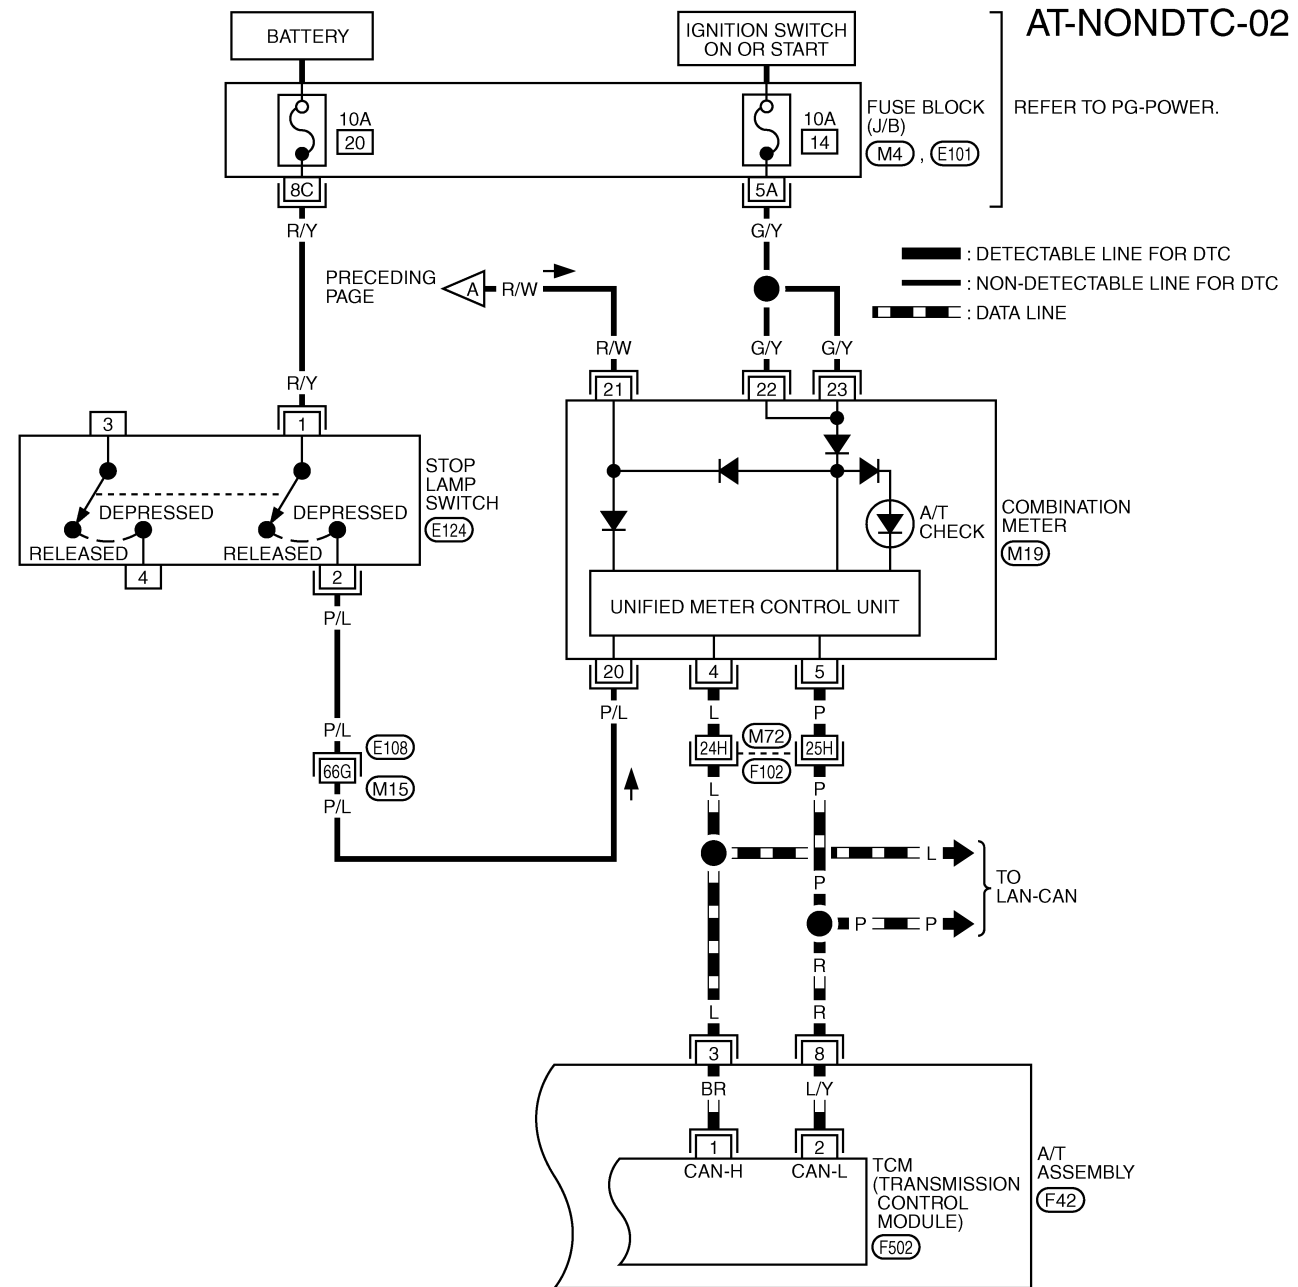 AT-NONDTC-02
BATTERY
IGNITION SWITCH
ON OR START
10A
20
10A
14
FUSE BLOCK
(J/B)
M4 , E101
REFER TO PG-POWER.
8C
5A
R/Y
G/Y
: DETECTABLE LINE FOR DTC
: NON-DETECTABLE LINE FOR DTC
: DATA LINE
PRECEDING
PAGE
A
R/W
R/Y
R/W
G/Y
G/Y
21
22
23
3
1
STOP
LAMP
SWITCH
E124
DEPRESSED
DEPRESSED
RELEASED
RELEASED
4
2
A/T
CHECK
COMBINATION
METER
M19
UNIFIED METER CONTROL UNIT
P/L
20
4
5
P/L
L
P
P/L
E108
66G
M15
P/L
24H
M72
F102
25H
L
P
L
TO
LAN-CAN
P
P
P
R
L
R
3
8
BR
L/Y
1
2
CAN-H
CAN-L
TCM
(TRANSMISSION
CONTROL
MODULE)
F502
A/T
ASSEMBLY
F42